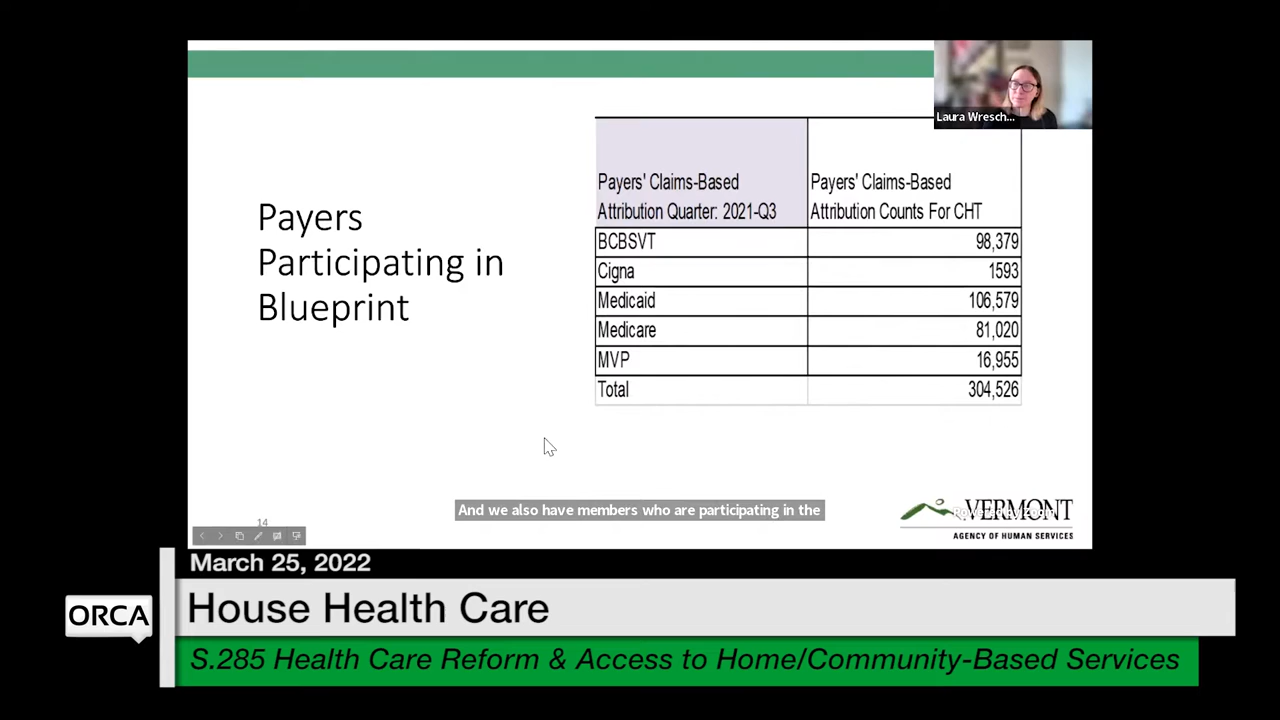 Laura Wresch...
Payers
Participating in
Blueprint
Payers' Claims-Based
Attribution Quarter: 2021-Q3
Payers' Claims-Based
Attribution Counts For CHT
BCBSVT 98,379
Cigna 1593
Medicaid 106,579
Medicare 81,020
MVP 16,955
Total 304,526
And we also have members who are participating in the
14
VERMONT
Powered by Zoom
AGENCY OF HUMAN SERVICES
March 25, 2022
ORCA
House Health Care
S.285 Health Care Reform & Access to Home/Community-Based Services